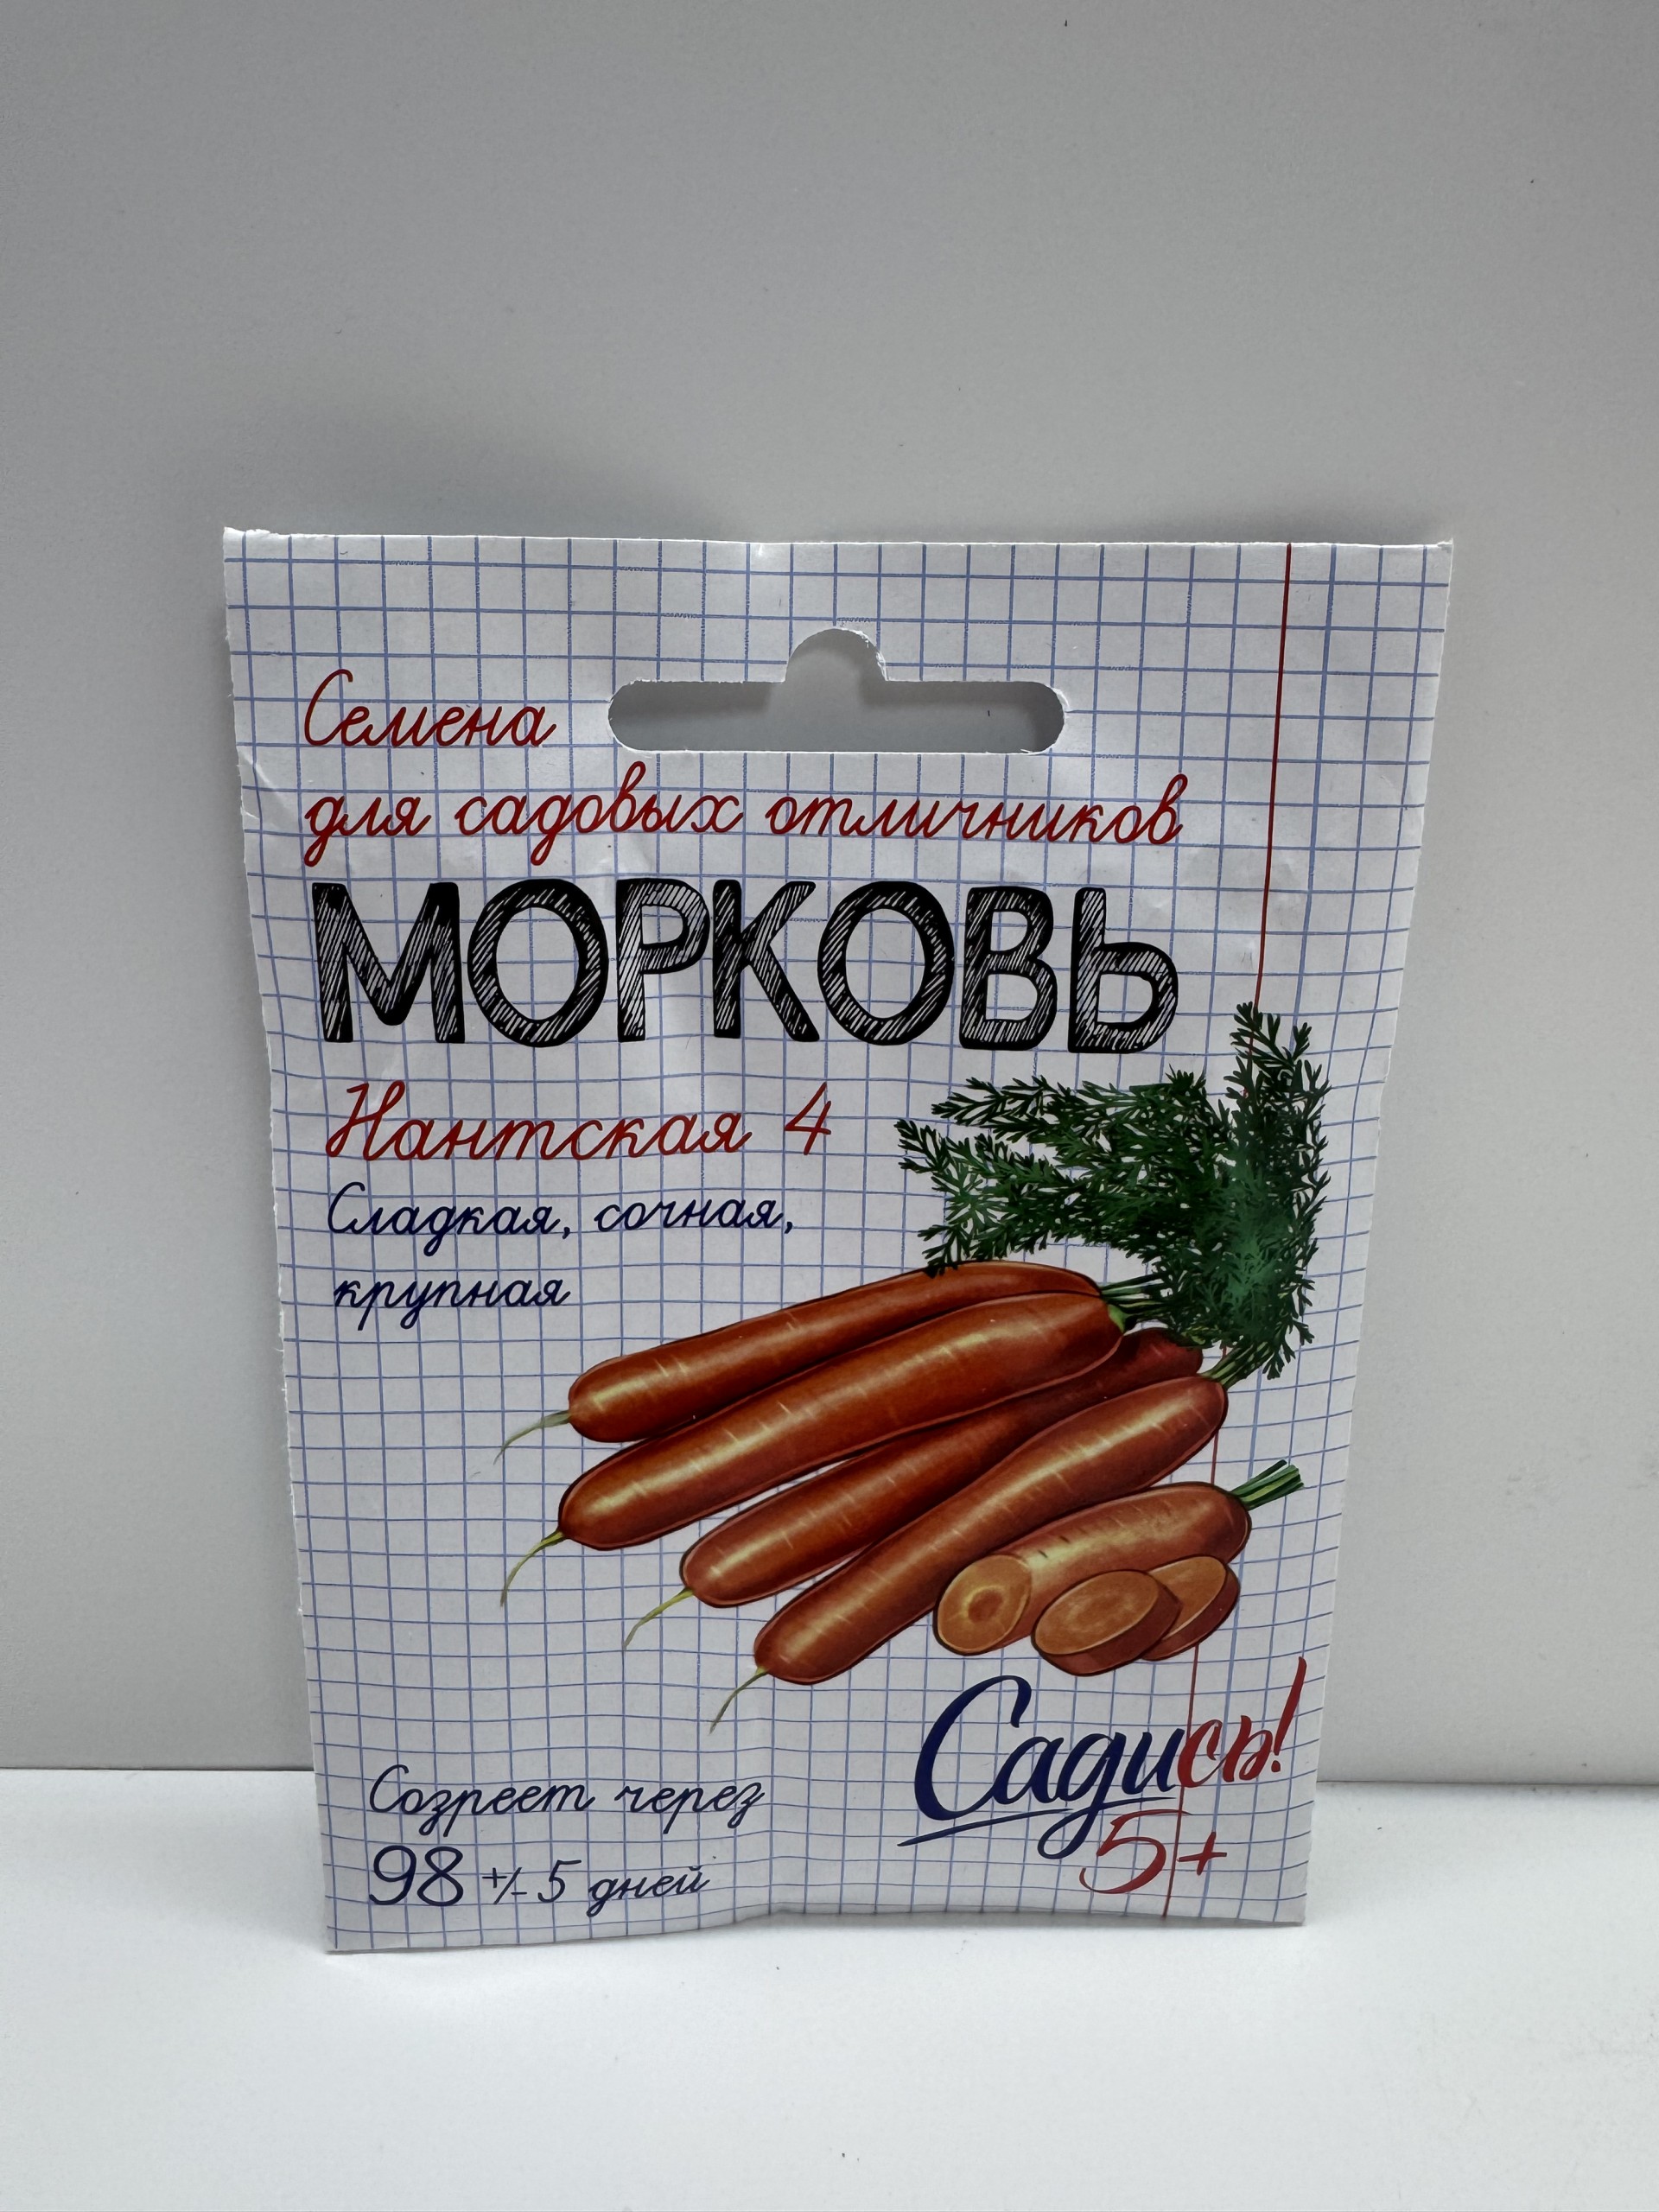 Семена
для садовых отличников
МОРКОВЬ
Нантская 4
Сладкая, сочная,
крупная
Садись!
5+
Созреет через
98 +/- 5 дней